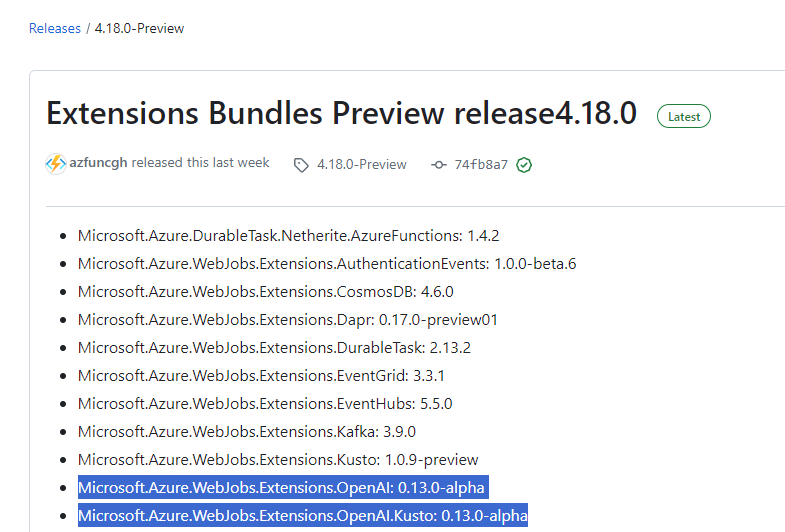 Releases / 4.18.0-Preview
Extensions Bundles Preview release4.18.0 Latest
azfuncgh released this last week 4.18.0-Preview 74fb8a7
Microsoft.Azure.DurableTask.Netherite.AzureFunctions: 1.4.2
Microsoft.Azure.WebJobs.Extensions.AuthenticationEvents: 1.0.0-beta.6
Microsoft.Azure.WebJobs.Extensions.CosmosDB: 4.6.0
Microsoft.Azure.WebJobs.Extensions.Dapr: 0.17.0-preview01
Microsoft.Azure.WebJobs.Extensions.DurableTask: 2.13.2
Microsoft.Azure.WebJobs.Extensions.EventGrid: 3.3.1
Microsoft.Azure.WebJobs.Extensions.EventHubs: 5.5.0
Microsoft.Azure.WebJobs.Extensions.Kafka: 3.9.0
Microsoft.Azure.WebJobs.Extensions.Kusto: 1.0.9-preview
Microsoft.Azure.WebJobs.Extensions.OpenAI: 0.13.0-alpha
Microsoft.Azure.WebJobs.Extensions.OpenAI.Kusto: 0.13.0-alpha